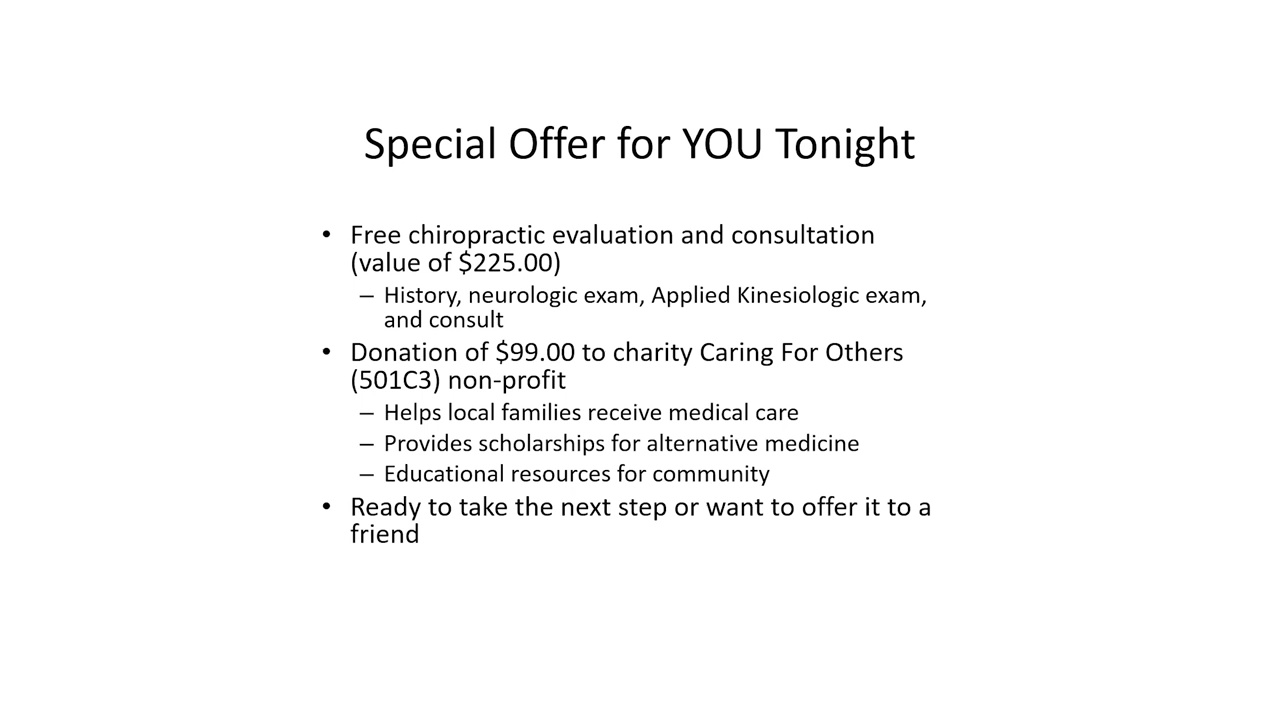 Special Offer for YOU Tonight
• Free chiropractic evaluation and consultation
(value of $225.00)
– History, neurologic exam, Applied Kinesiologic exam,
and consult
• Donation of $99.00 to charity Caring For Others
(501C3) non-profit
– Helps local families receive medical care
– Provides scholarships for alternative medicine
– Educational resources for community
• Ready to take the next step or want to offer it to a
friend